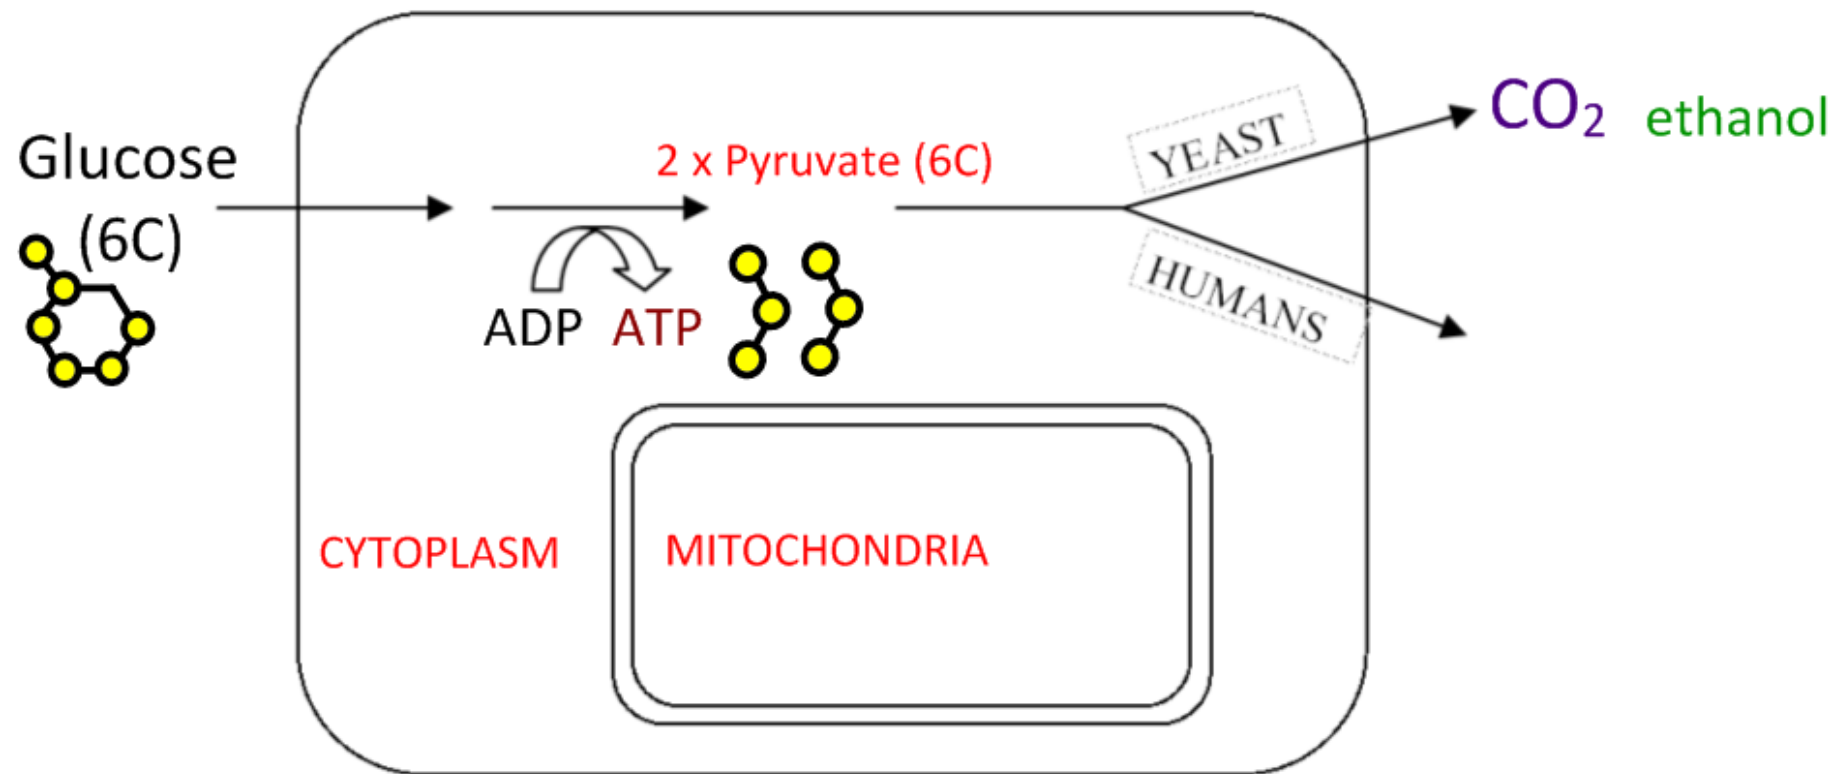 Glucose
(6C)
2 x Pyruvate (6C)
ADP ATP
YEAST
HUMANS
CO₂ ethanol
CYTOPLASM
MITOCHONDRIA